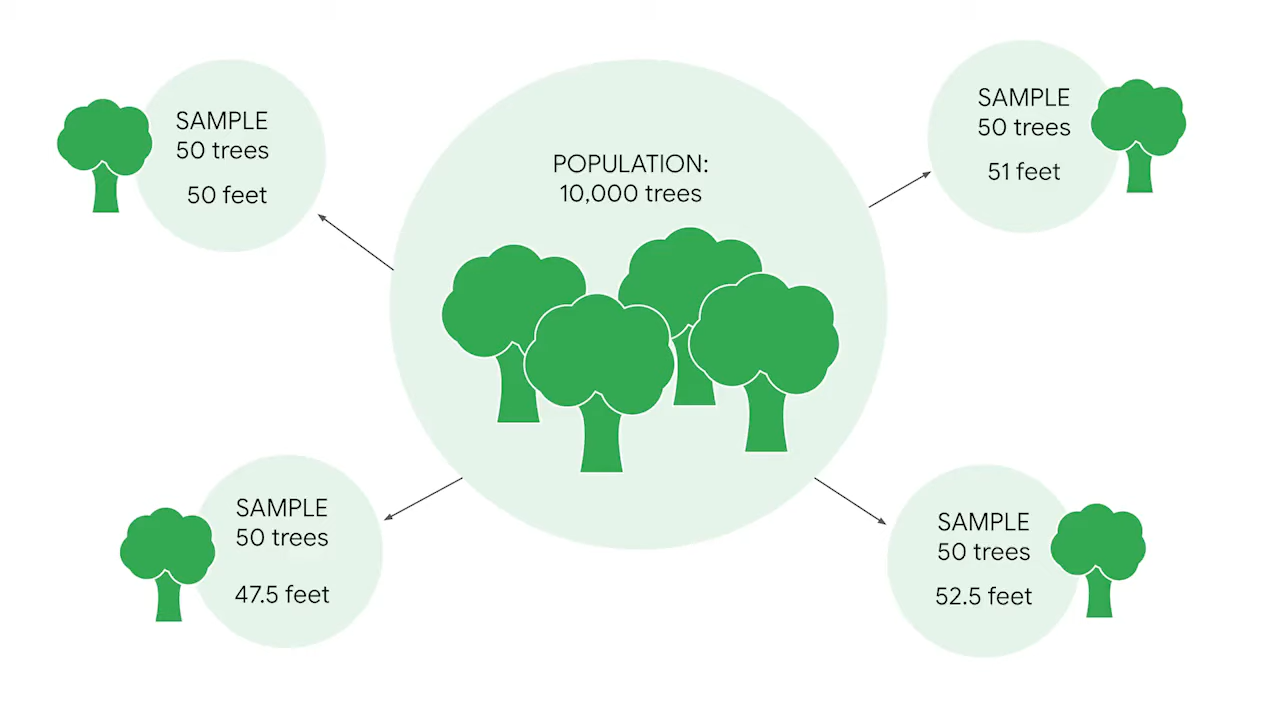 SAMPLE
50 trees
50 feet
POPULATION:
10,000 trees
SAMPLE
50 trees
51 feet
SAMPLE
50 trees
47.5 feet
SAMPLE
50 trees
52.5 feet